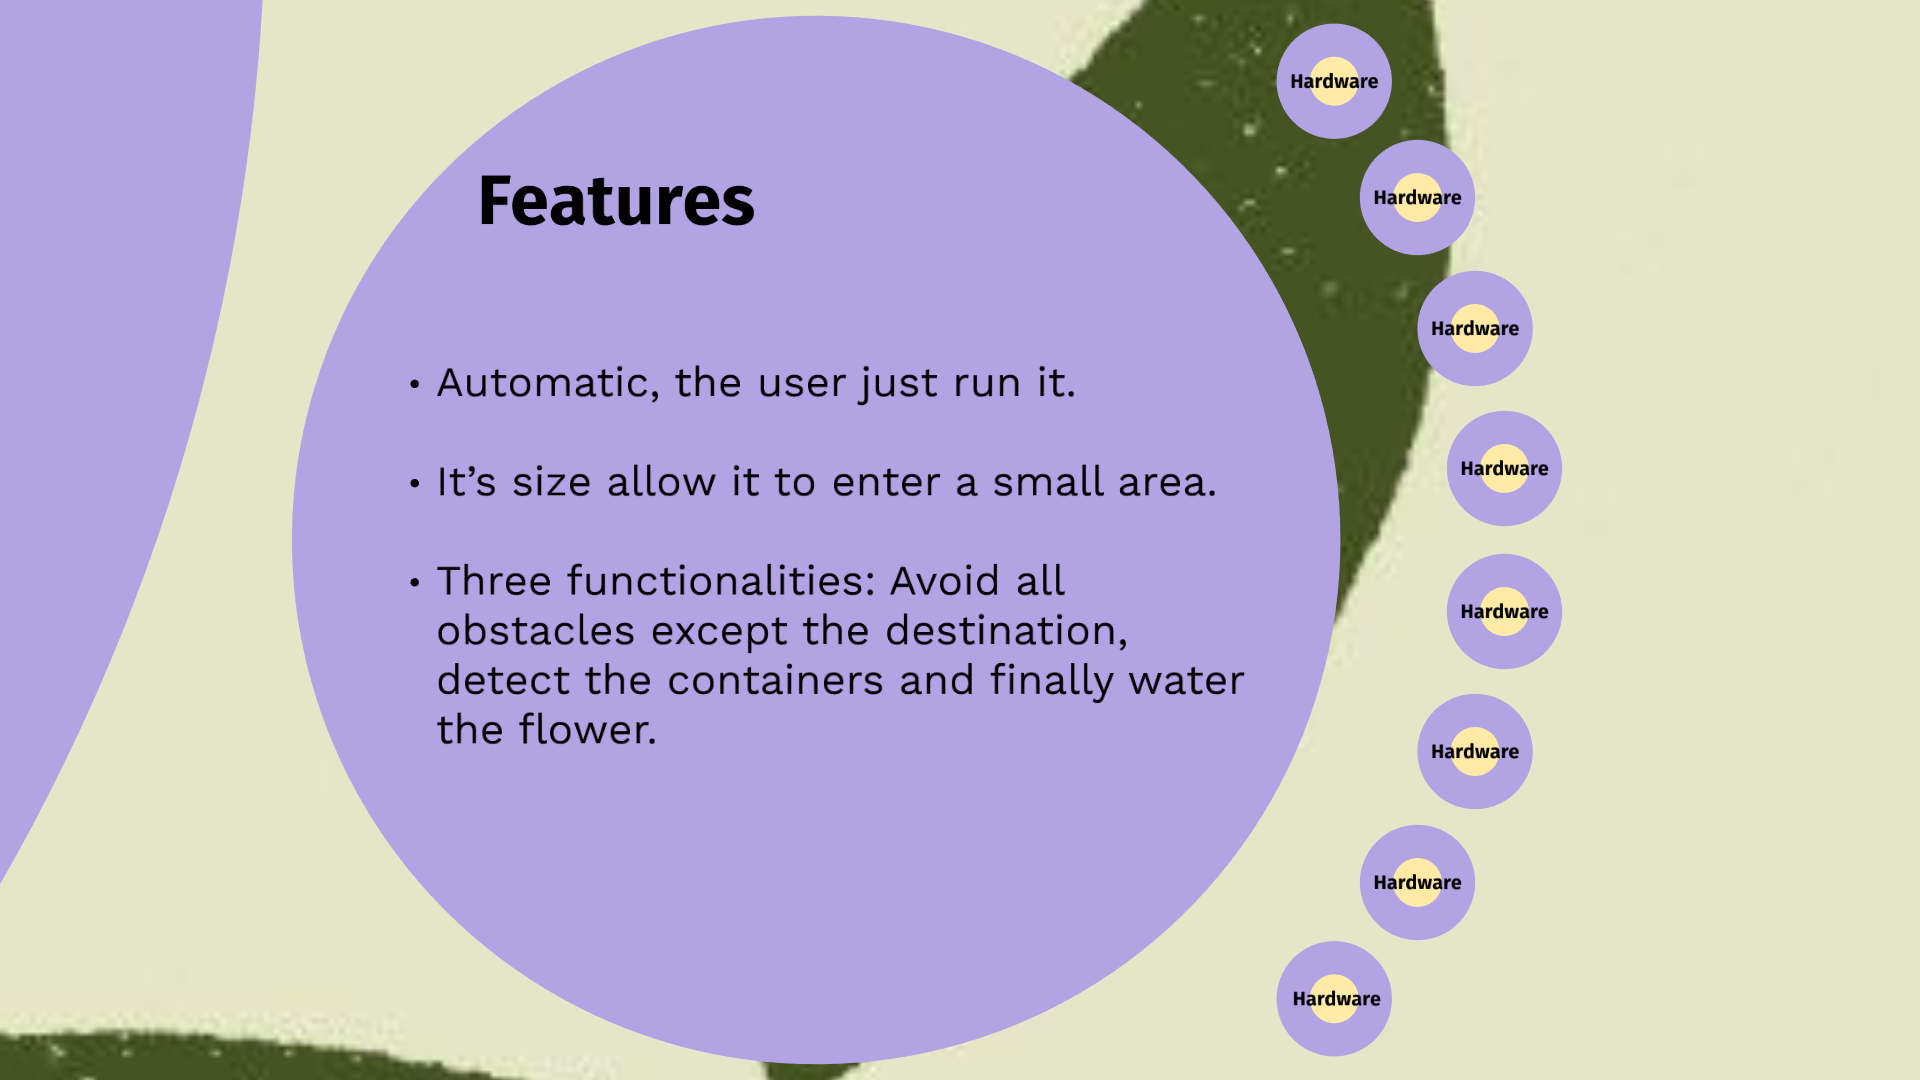 Features
• Automatic, the user just run it.
• It’s size allow it to enter a small area.
• Three functionalities: Avoid all
obstacles except the destination,
detect the containers and finally water
the flower.
Hardware
Hardware
Hardware
Hardware
Hardware
Hardware
Hardware
Hardware